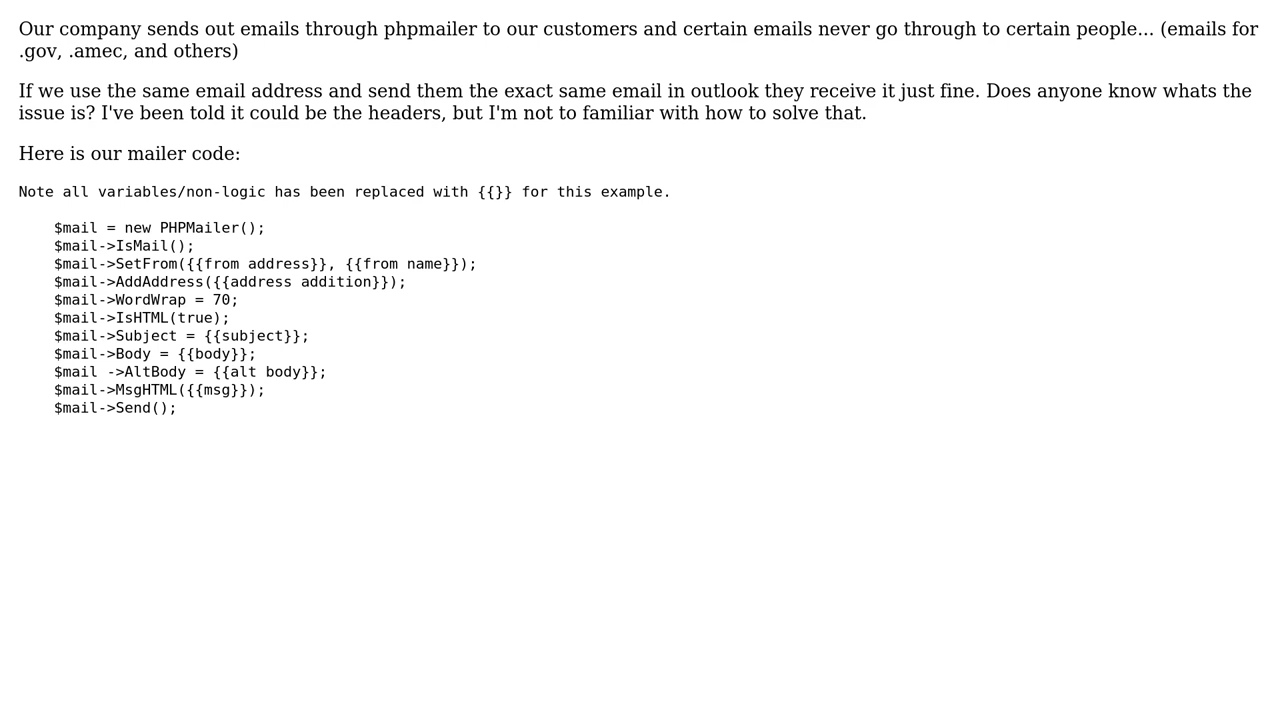 Our company sends out emails through phpmailer to our customers and certain emails never go through to certain people... (emails for
.gov, .amec, and others)
If we use the same email address and send them the exact same email in outlook they receive it just fine. Does anyone know whats the
issue is? I've been told it could be the headers, but I'm not to familiar with how to solve that.
Here is our mailer code:
Note all variables/non-logic has been replaced with {{}} for this example.
$mail = new PHPMailer();
$mail->IsMail();
$mail->SetFrom({{from address}}, {{from name}});
$mail->AddAddress({{address addition}});
$mail->WordWrap = 70;
$mail->IsHTML(true);
$mail->Subject = {{subject}};
$mail->Body = {{body}};
$mail ->AltBody = {{alt body}};
$mail->MsgHTML({{msg}});
$mail->Send();